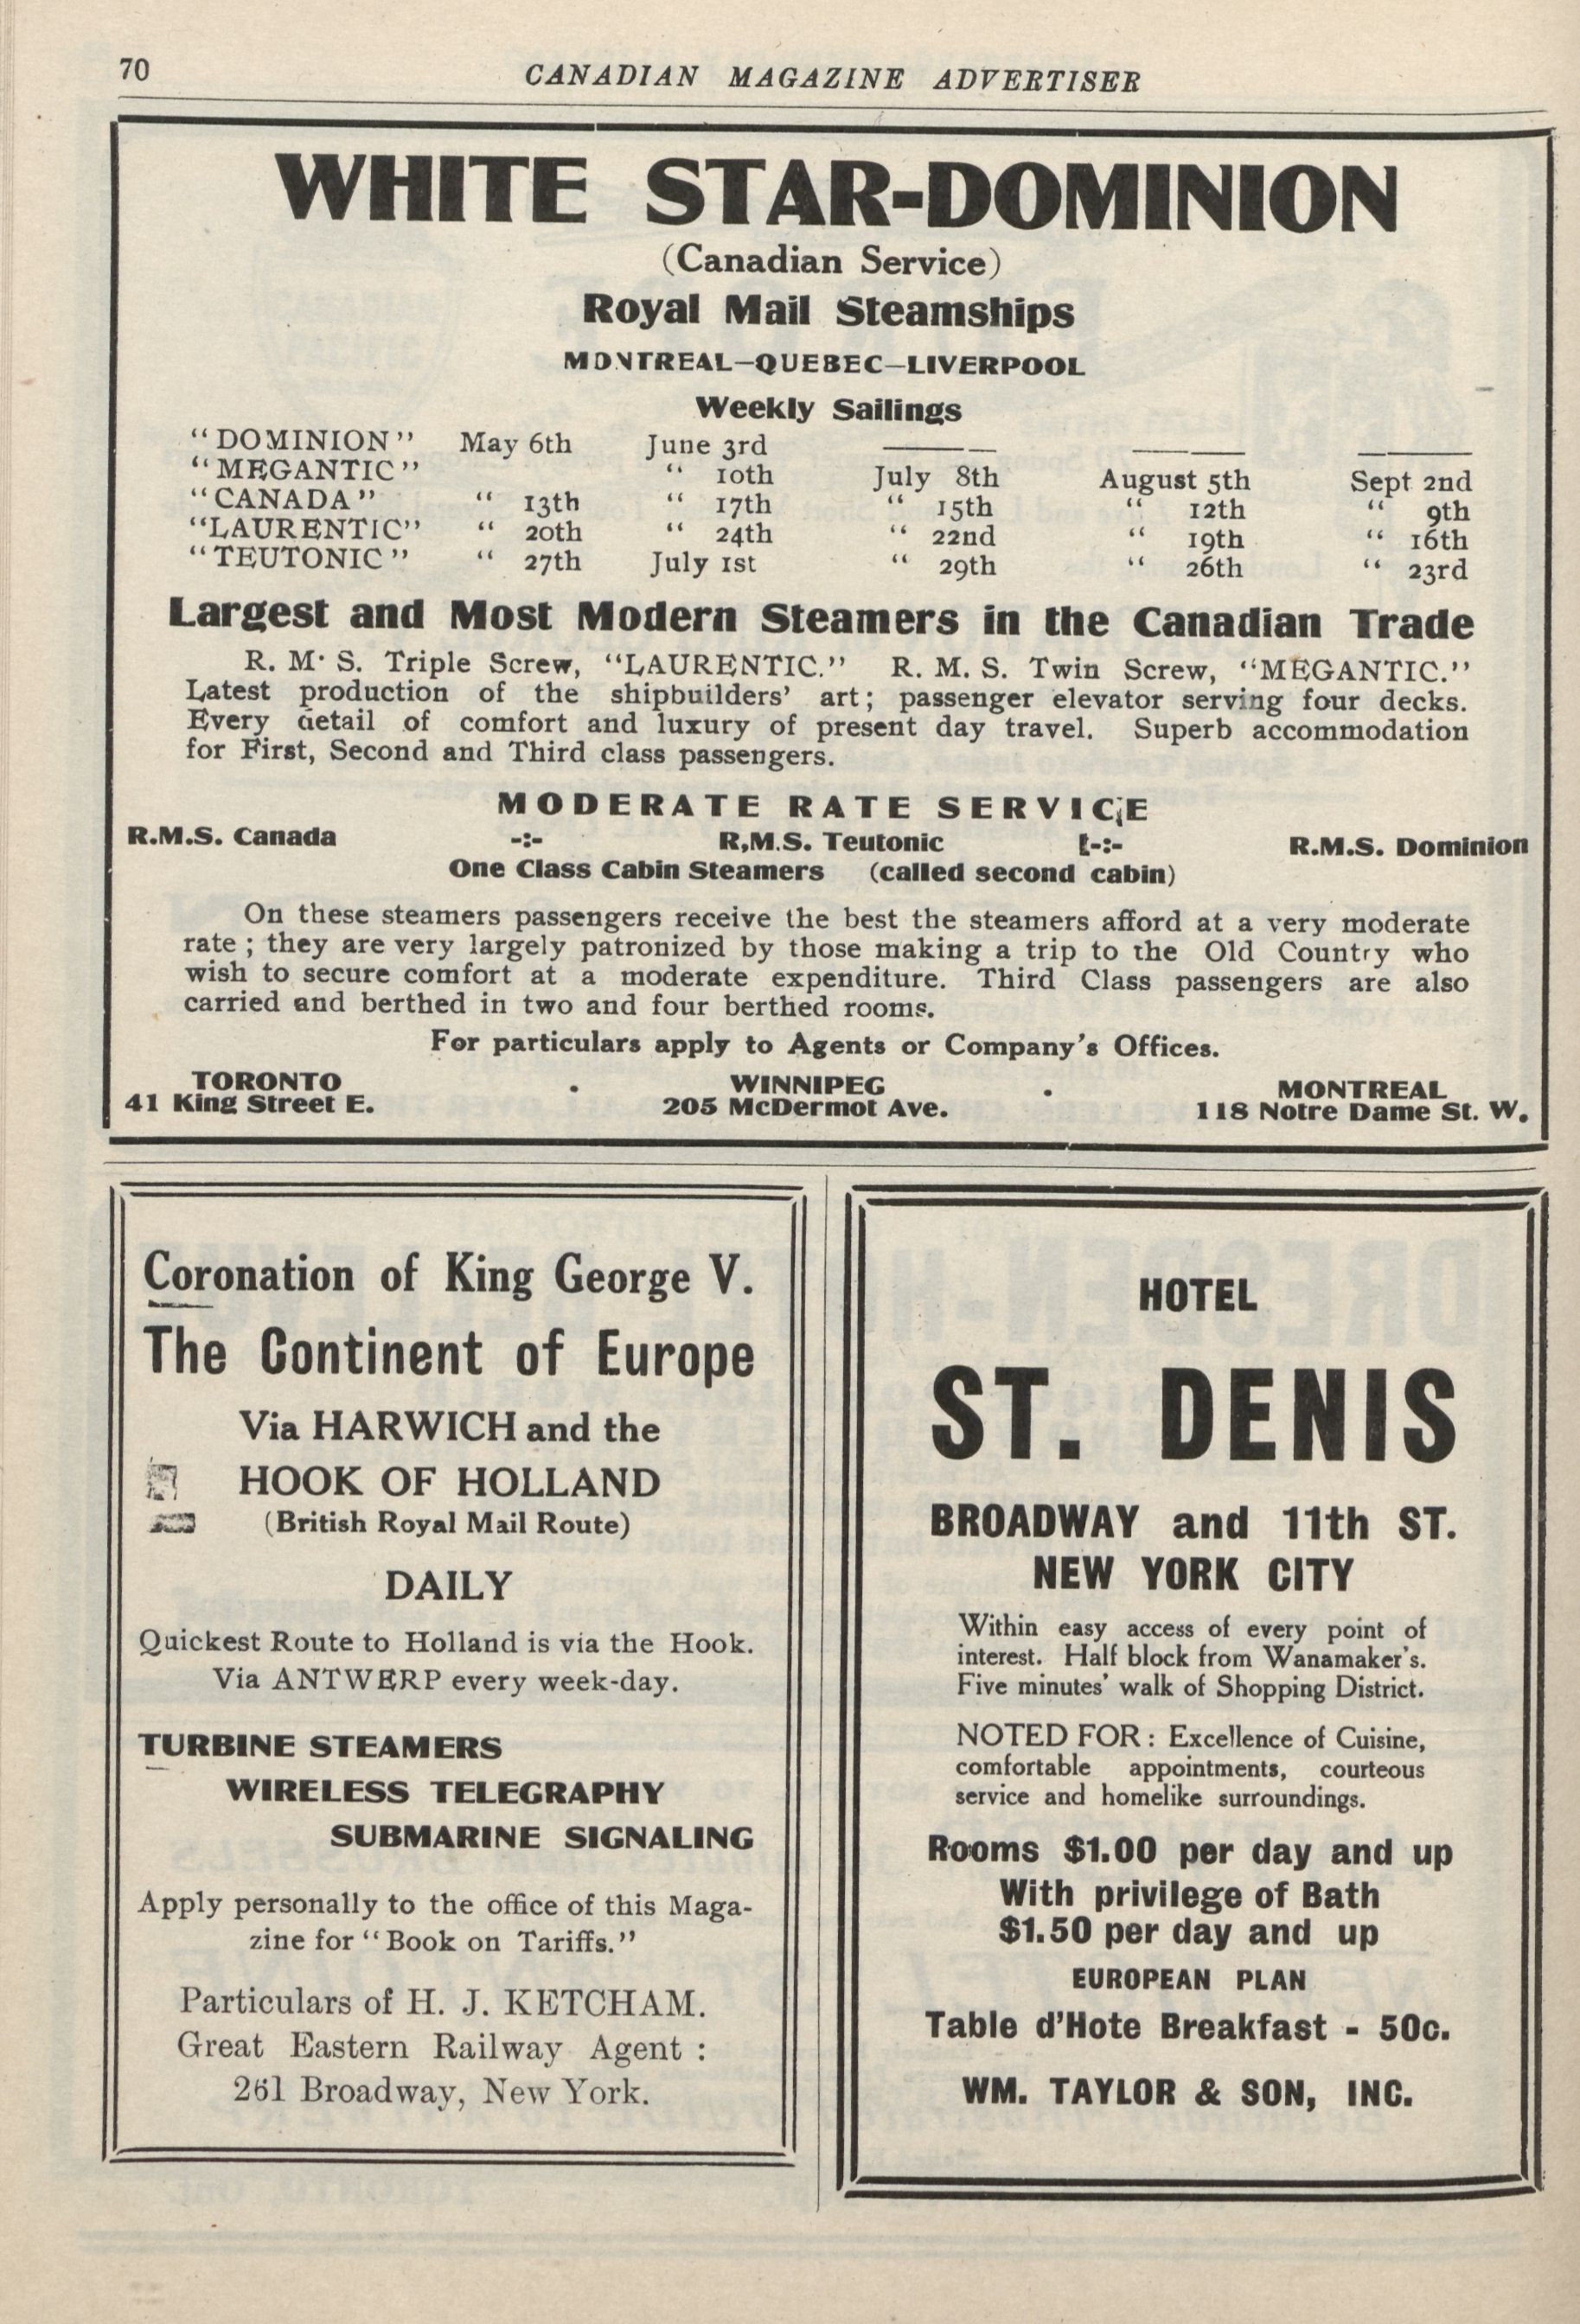 70
CANADIAN MAGAZINE ADVERTISER
WHITE STAR-DOMINION
(Canadian Service)
Royal Mail Steamships
MONTREAL—QUEBEC—LIVERPOOL
Weekly Sailings
"DOMINION" May 6th June 3rd ——— ——— ———
"MEGANTIC" " 10th July 8th August 5th Sept 2nd
"CANADA" " 13th " 17th " 15th " 12th " 9th
"LAURENTIC" " 20th " 24th " 22nd " 19th " 16th
"TEUTONIC" " 27th July 1st " 29th " 26th " 23rd
Largest and Most Modern Steamers in the Canadian Trade
R. M. S. Triple Screw, "LAURENTIC." R. M. S. Twin Screw, "MEGANTIC."
Latest production of the shipbuilders' art; passenger elevator serving four decks.
Every detail of comfort and luxury of present day travel. Superb accommodation
for First, Second and Third class passengers.
MODERATE RATE SERVICE
R.M.S. Canada -:- R,M.S. Teutonic -:- R.M.S. Dominion
One Class Cabin Steamers (called second cabin)
On these steamers passengers receive the best the steamers afford at a very moderate
rate ; they are very largely patronized by those making a trip to the Old Country who
wish to secure comfort at a moderate expenditure. Third Class passengers are also
carried and berthed in two and four berthed rooms.
For particulars apply to Agents or Company's Offices.
TORONTO . WINNIPEG . MONTREAL
41 King Street E. 205 McDermot Ave. 118 Notre Dame St. W.
Coronation of King George V.
The Continent of Europe
Via HARWICH and the
HOOK OF HOLLAND
(British Royal Mail Route)
DAILY
Quickest Route to Holland is via the Hook.
Via ANTWERP every week-day.
TURBINE STEAMERS
WIRELESS TELEGRAPHY
SUBMARINE SIGNALING
Apply personally to the office of this Maga-
zine for "Book on Tariffs."
Particulars of H. J. KETCHAM.
Great Eastern Railway Agent :
261 Broadway, New York.
HOTEL
ST. DENIS
BROADWAY and 11th ST.
NEW YORK CITY
Within easy access of every point of
interest. Half block from Wanamaker's.
Five minutes' walk of Shopping District.
NOTED FOR : Excellence of Cuisine,
comfortable appointments, courteous
service and homelike surroundings.
Rooms $1.00 per day and up
With privilege of Bath
$1.50 per day and up
EUROPEAN PLAN
Table d'Hote Breakfast - 50c.
WM. TAYLOR & SON, INC.